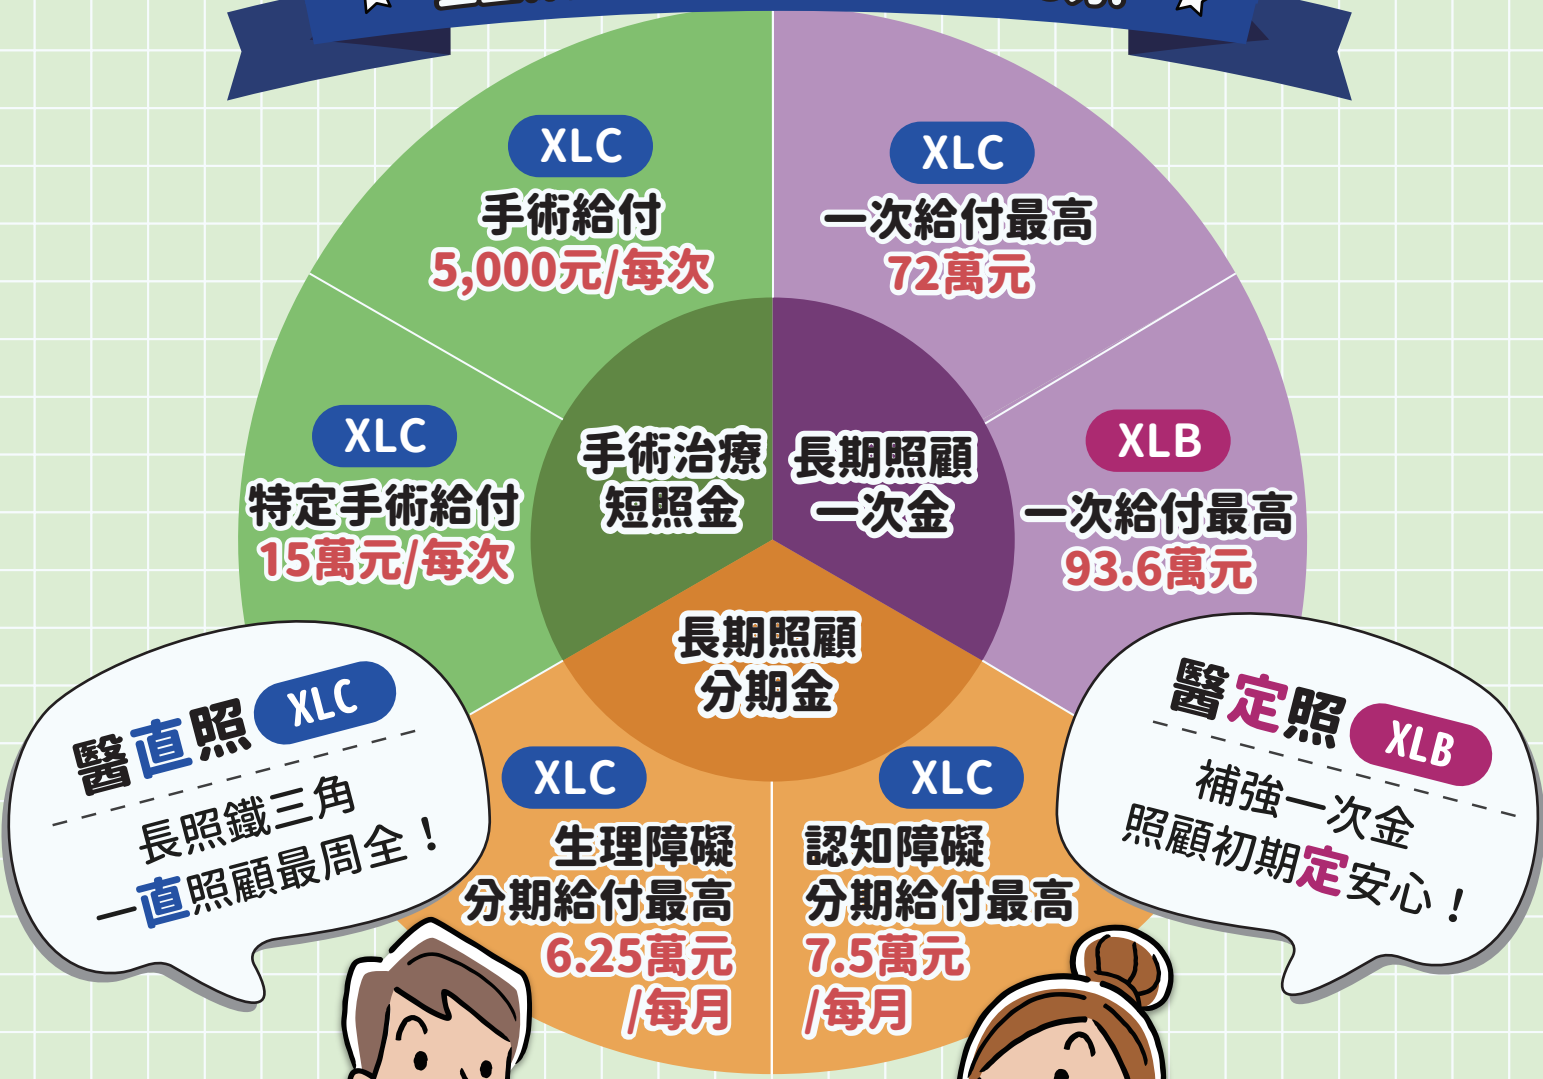 XLC
手術給付
5,000元/每次
XLC
一次給付最高
72萬元
XLC
特定手術給付
15萬元/每次
手術治療
短照金
長期照顧
一次金
XLB
一次給付最高
93.6萬元
長期照顧
分期金
醫直照 XLC
長照鐵三角
一直照顧最周全！
XLC
生理障礙
分期給付最高
6.25萬元
/每月
XLC
認知障礙
分期給付最高
7.5萬元
/每月
醫定照 XLB
補強一次金
照顧初期定安心！